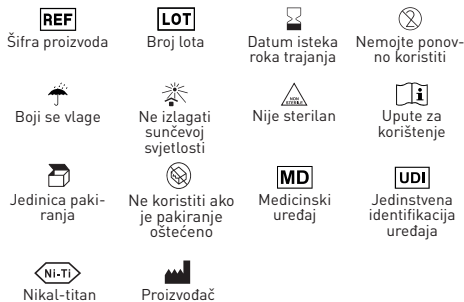 REF
Šifra proizvoda
LOT
Broj lota
Datum isteka
roka trajanja
2
Nemojte ponov-
no koristiti
Boji se vlage
Ne izlagati
sunčevoj
svjetlosti
NON
STERILE
Nije sterilan
i
Upute za
korištenje
Jedinica paki-
ranja
Ne koristiti ako
je pakiranje
oštećeno
MD
Medicinski
uređaj
UDI
Jedinstvena
identifikacija
uređaja
Ni-Ti
Nikal-titan
Proizvođač